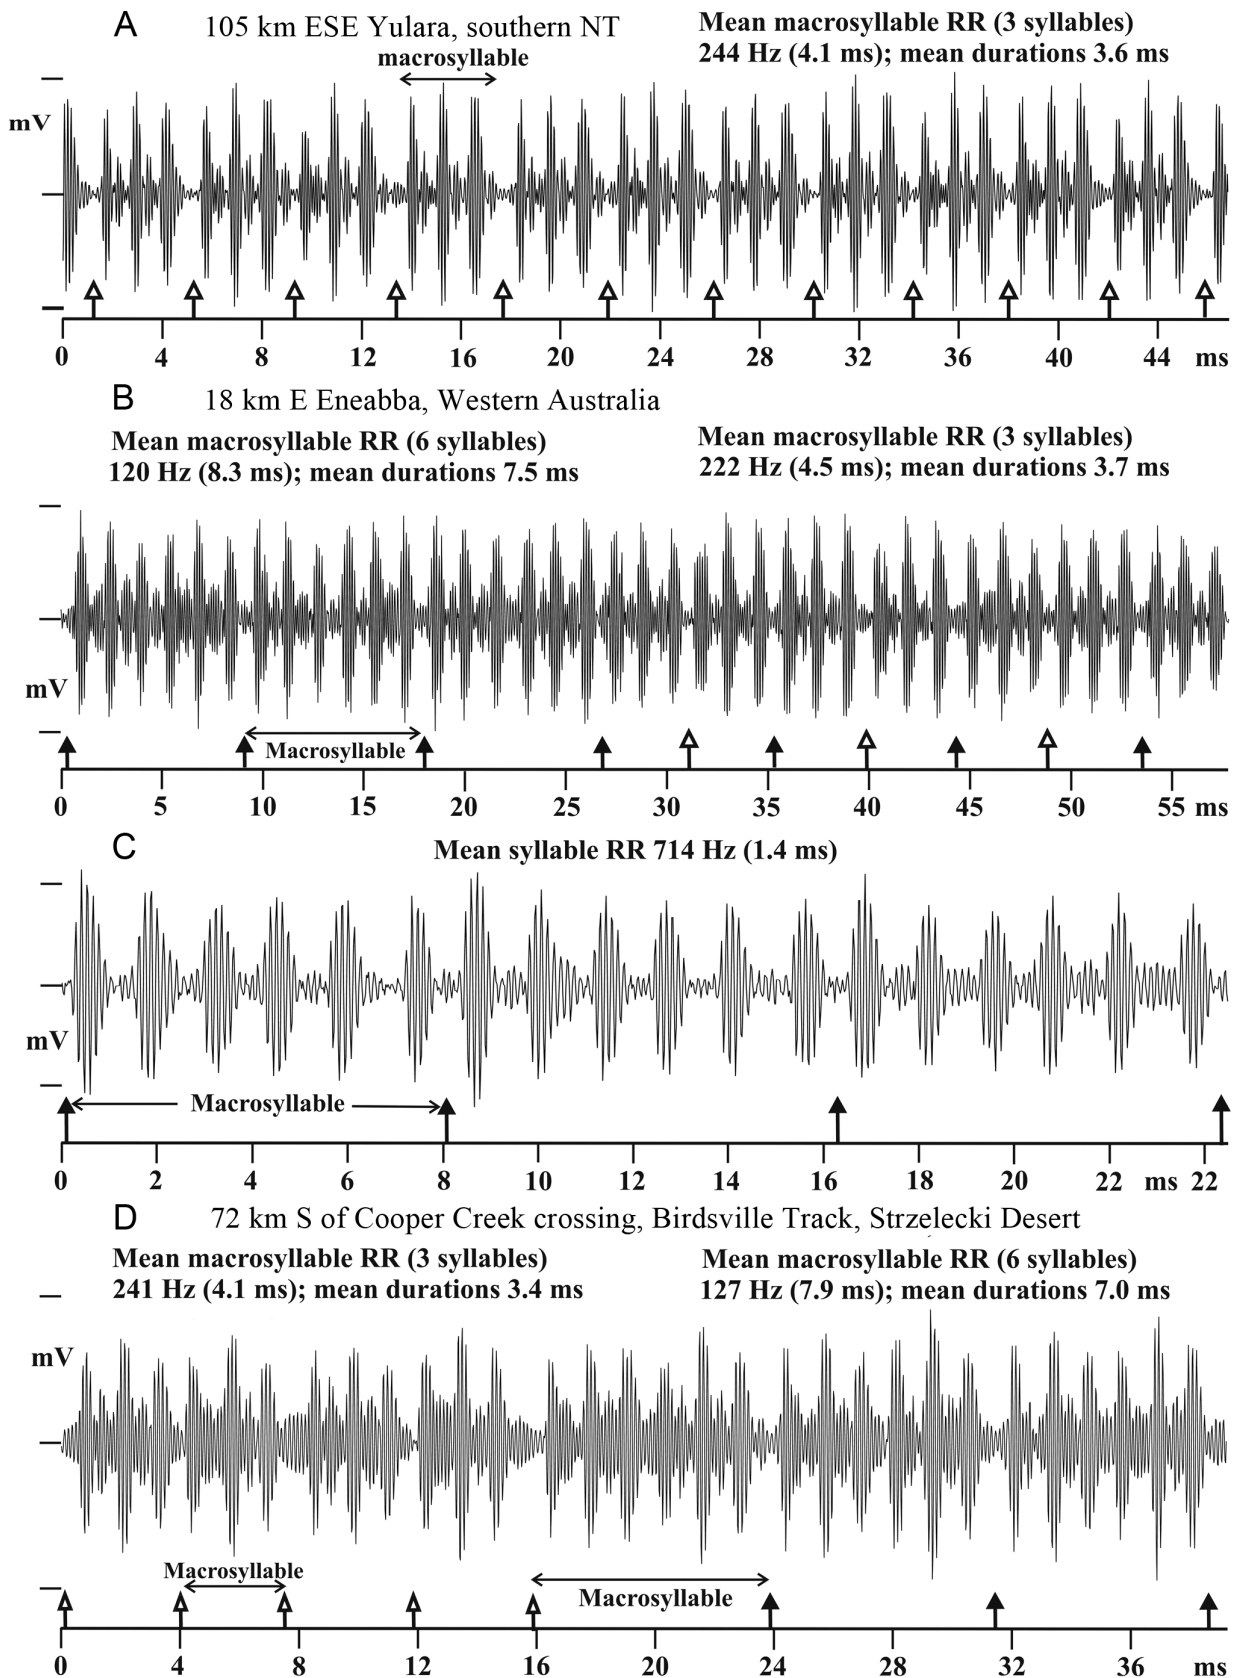 A 105 km ESE Yulara, southern NT
Mean macrosyllable RR (3 syllables)
244 Hz (4.1 ms); mean durations 3.6 ms
macrosyllable
mV
0 4 8 12 16 20 24 28 32 36 40 44 ms
B 18 km E Eneabba, Western Australia
Mean macrosyllable RR (6 syllables)
120 Hz (8.3 ms); mean durations 7.5 ms
Mean macrosyllable RR (3 syllables)
222 Hz (4.5 ms); mean durations 3.7 ms
mV
Macrosyllable
0 5 10 15 20 25 30 35 40 45 50 55 ms
C Mean syllable RR 714 Hz (1.4 ms)
mV
Macrosyllable
0 2 4 6 8 10 12 14 16 18 20 22 ms 22
D 72 km S of Cooper Creek crossing, Birdsville Track, Strzelecki Desert
Mean macrosyllable RR (3 syllables)
241 Hz (4.1 ms); mean durations 3.4 ms
Mean macrosyllable RR (6 syllables)
127 Hz (7.9 ms); mean durations 7.0 ms
mV
Macrosyllable
Macrosyllable
0 4 8 12 16 20 24 28 32 36 ms